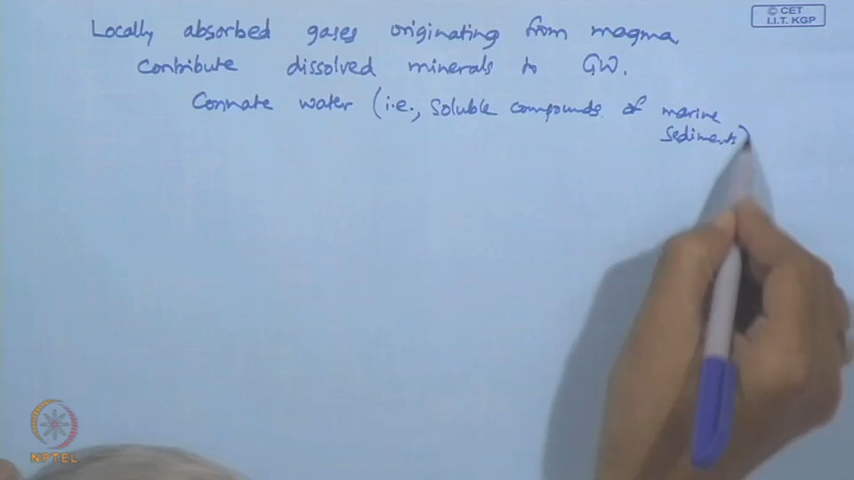 © CET
I.I.T. KGP
Locally absorbed gases originating from magma,
contribute dissolved minerals to GW.
Connate water (i.e., soluble compounds of marine
sediments)
NPTEL